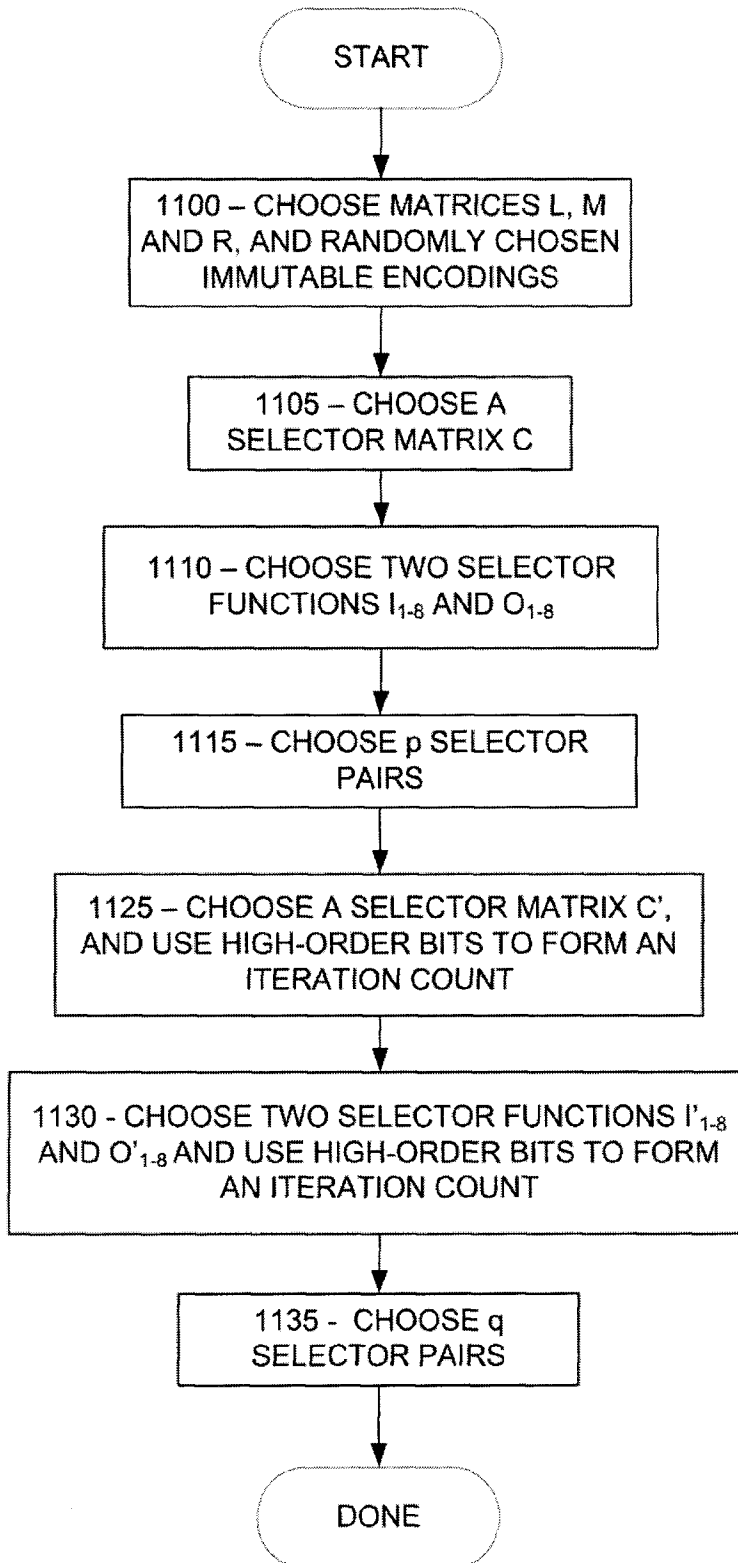 START
1100 – CHOOSE MATRICES L, M
AND R, AND RANDOMLY CHOSEN
IMMUTABLE ENCODINGS
1105 – CHOOSE A
SELECTOR MATRIX C
1110 – CHOOSE TWO SELECTOR
FUNCTIONS I₁₋₈ AND O₁₋₈
1115 – CHOOSE p SELECTOR
PAIRS
1125 – CHOOSE A SELECTOR MATRIX C’,
AND USE HIGH-ORDER BITS TO FORM AN
ITERATION COUNT
1130 - CHOOSE TWO SELECTOR FUNCTIONS I’₁₋₈
AND O’₁₋₈ AND USE HIGH-ORDER BITS TO FORM
AN ITERATION COUNT
1135 - CHOOSE q
SELECTOR PAIRS
DONE